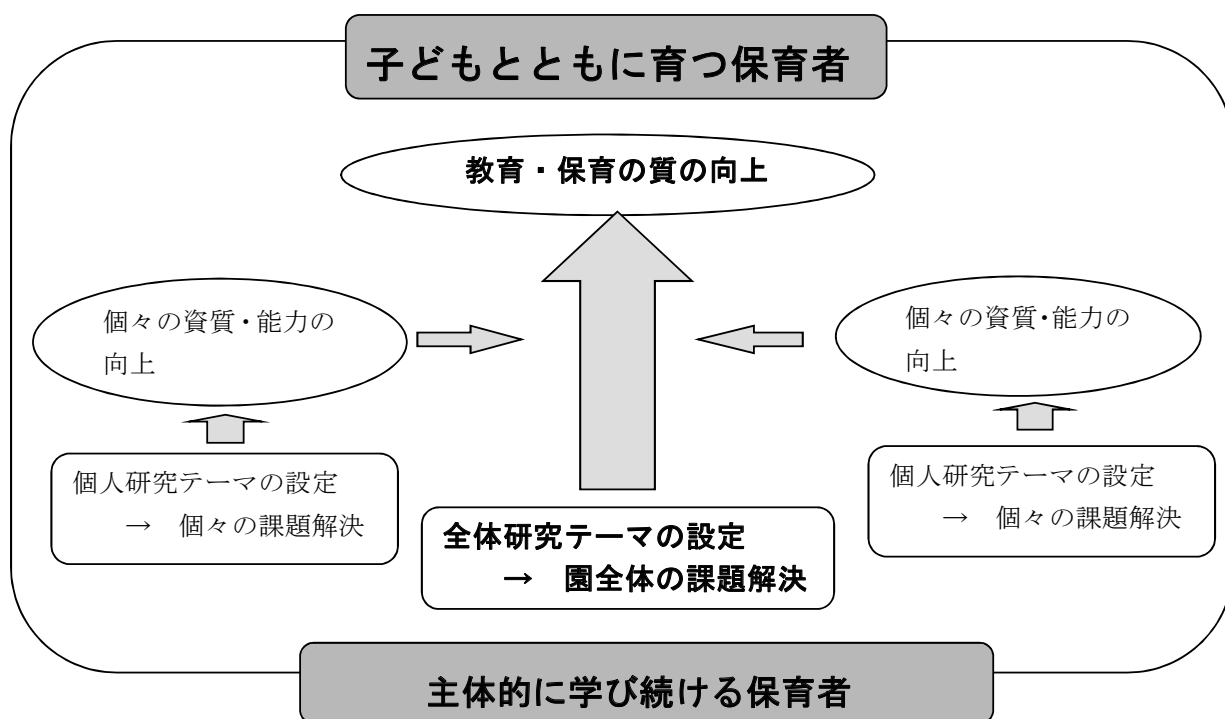 子どもとともに育つ保育者
教育・保育の質の向上
個々の資質・能力の
向上
個々の資質・能力の
向上
個人研究テーマの設定
→ 個々の課題解決
個人研究テーマの設定
→ 個々の課題解決
全体研究テーマの設定
→ 園全体の課題解決
主体的に学び続ける保育者